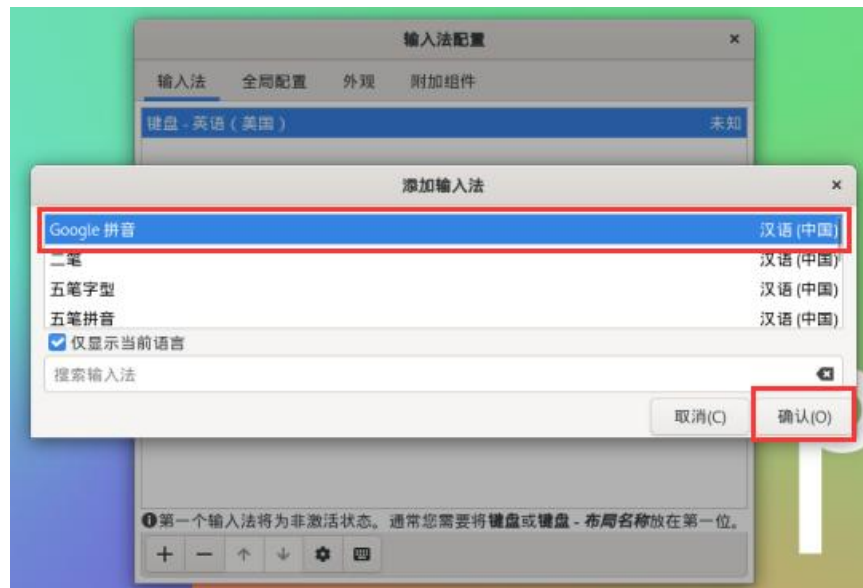 输入法配置
输入法 全局配置 外观 附加组件
键盘 - 英语 ( 美国 ) 未知
添加输入法
Google 拼音 汉语 (中国)
二笔 汉语 (中国)
五笔字型 汉语 (中国)
五笔拼音 汉语 (中国)
仅显示当前语言
搜索输入法
取消(C) 确认(O)
第一个输入法将为非激活状态。通常您需要将键盘或键盘 - 布局名称放在第一位。